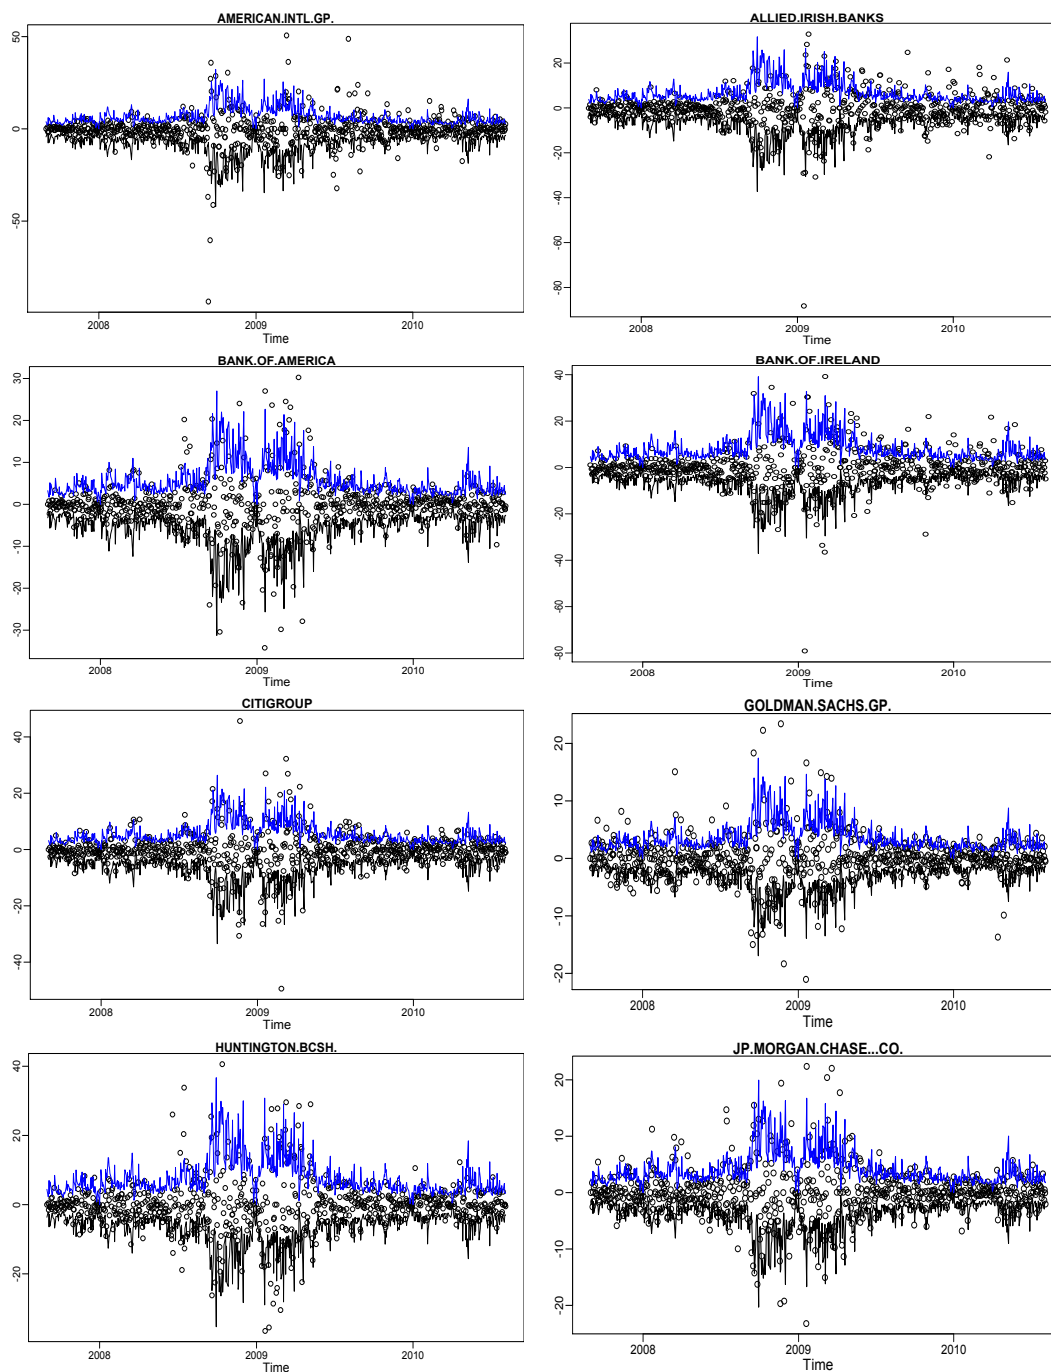 AMERICAN.INTL.GP.
50
0
-50
2008 2009 2010
Time
ALLIED.IRISH.BANKS
20
0
-20
-40
-60
-80
2008 2009 2010
Time
BANK.OF.AMERICA
30
20
10
0
-10
-20
-30
2008 2009 2010
Time
BANK.OF.IRELAND
40
20
0
-20
-40
-60
-80
2008 2009 2010
Time
CITIGROUP
40
20
0
-20
-40
2008 2009 2010
Time
GOLDMAN.SACHS.GP.
20
10
0
-10
-20
2008 2009 2010
Time
HUNTINGTON.BCSH.
40
20
0
-20
2008 2009 2010
Time
JP.MORGAN.CHASE...CO.
20
10
0
-10
-20
2008 2009 2010
Time